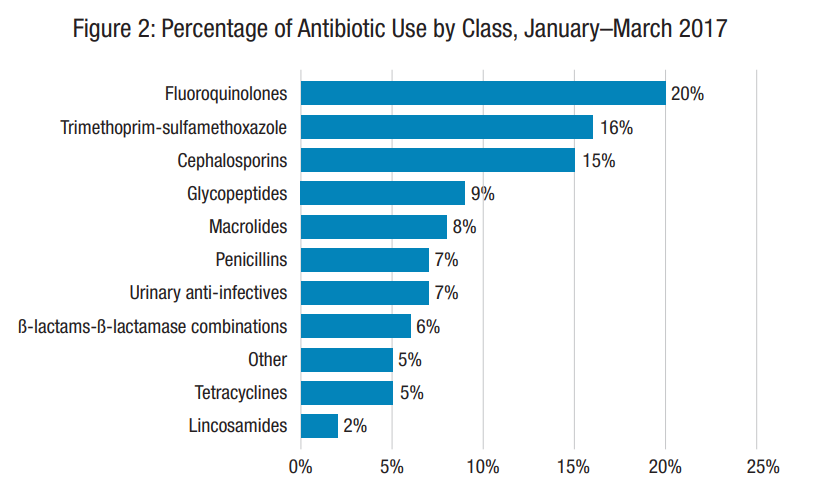 Figure 2: Percentage of Antibiotic Use by Class, January–March 2017
Fluoroquinolones 20%
Trimethoprim-sulfamethoxazole 16%
Cephalosporins 15%
Glycopeptides 9%
Macrolides 8%
Penicillins 7%
Urinary anti-infectives 7%
ß-lactams-ß-lactamase combinations 6%
Other 5%
Tetracyclines 5%
Lincosamides 2%
0% 5% 10% 15% 20% 25%